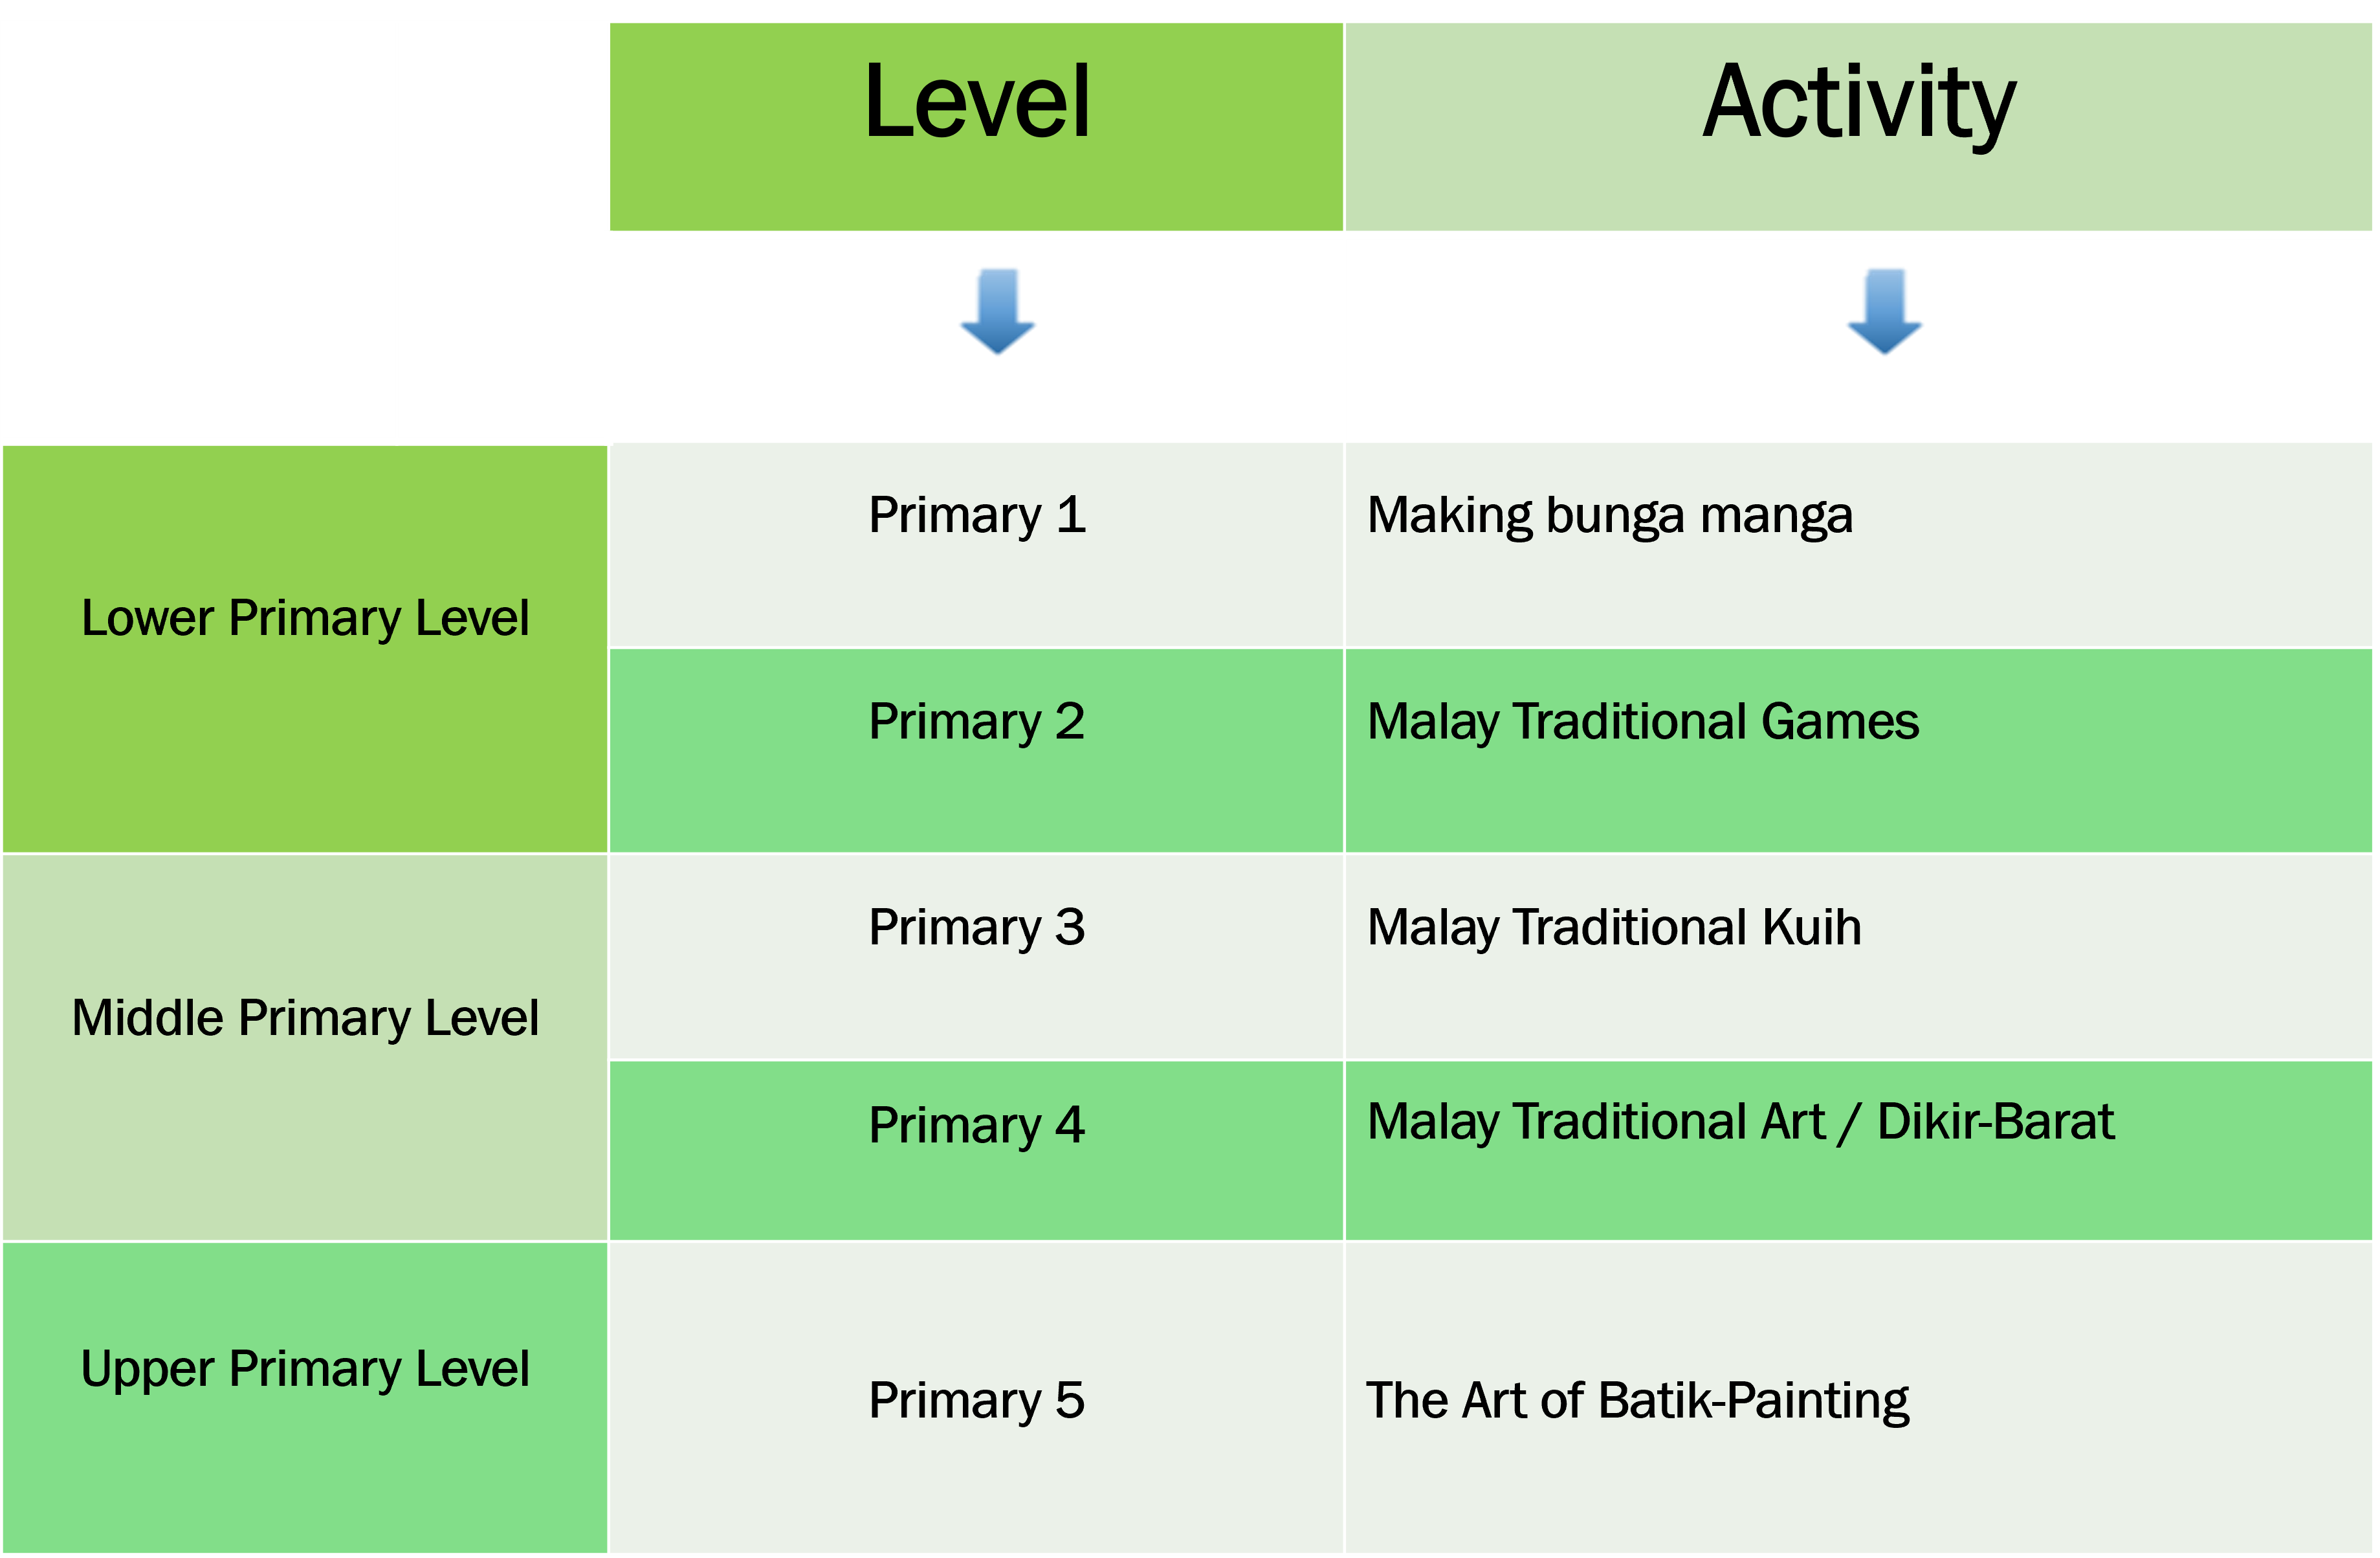 Level
Activity
Lower Primary Level
Primary 1
Making bunga manga
Primary 2
Malay Traditional Games
Middle Primary Level
Primary 3
Malay Traditional Kuih
Primary 4
Malay Traditional Art / Dikir-Barat
Upper Primary Level
Primary 5
The Art of Batik-Painting